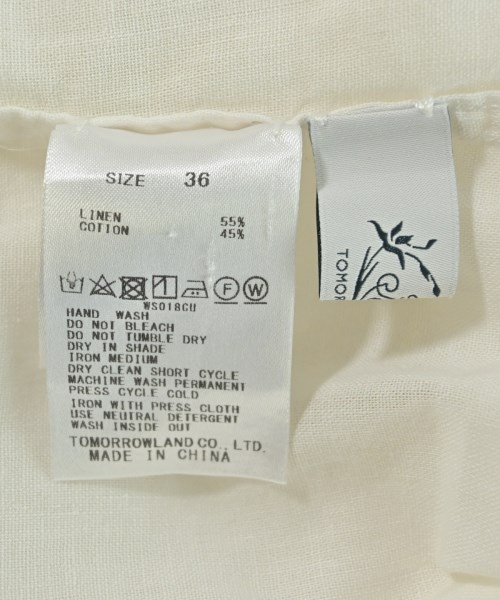 SIZE 36
LINEN 55%
COTTON 45%
F W
WS018GU
HAND WASH
DO NOT BLEACH
DO NOT TUMBLE DRY
DRY IN SHADE
IRON MEDIUM
DRY CLEAN SHORT CYCLE
MACHINE WASH PERMANENT
PRESS CYCLE COLD
IRON WITH PRESS CLOTH
USE NEUTRAL DETERGENT
WASH INSIDE OUT
TOMORROWLAND CO., LTD.
MADE IN CHINA
TOMOR